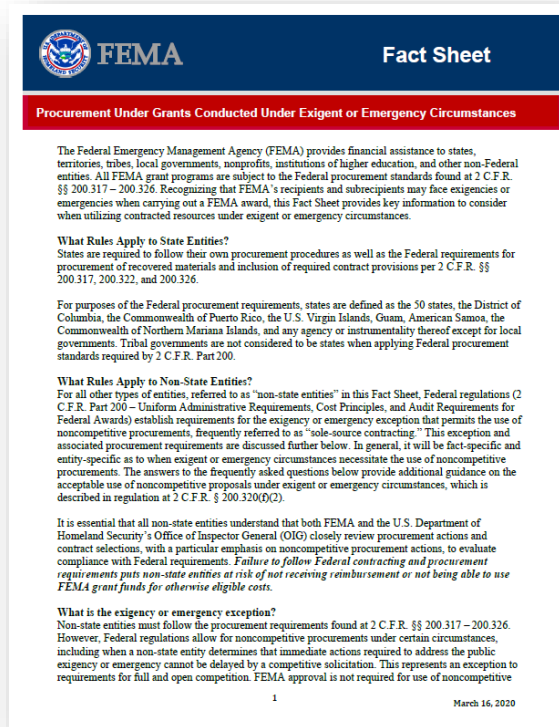 U.S. DEPARTMENT OF HOMELAND SECURITY
FEMA
Fact Sheet
Procurement Under Grants Conducted Under Exigent or Emergency Circumstances
The Federal Emergency Management Agency (FEMA) provides financial assistance to states,
territories, tribes, local governments, nonprofits, institutions of higher education, and other non-Federal
entities. All FEMA grant programs are subject to the Federal procurement standards found at 2 C.F.R.
§§ 200.317 – 200.326. Recognizing that FEMA's recipients and subrecipients may face exigencies or
emergencies when carrying out a FEMA award, this Fact Sheet provides key information to consider
when utilizing contracted resources under exigent or emergency circumstances.
What Rules Apply to State Entities?
States are required to follow their own procurement procedures as well as the Federal requirements for
procurement of recovered materials and inclusion of required contract provisions per 2 C.F.R. §§
200.317, 200.322, and 200.326.
For purposes of the Federal procurement requirements, states are defined as the 50 states, the District of
Columbia, the Commonwealth of Puerto Rico, the U.S. Virgin Islands, Guam, American Samoa, the
Commonwealth of Northern Mariana Islands, and any agency or instrumentality thereof except for local
governments. Tribal governments are not considered to be states when applying Federal procurement
standards required by 2 C.F.R. Part 200.
What Rules Apply to Non-State Entities?
For all other types of entities, referred to as "non-state entities" in this Fact Sheet, Federal regulations (2
C.F.R. Part 200 – Uniform Administrative Requirements, Cost Principles, and Audit Requirements for
Federal Awards) establish requirements for the exigency or emergency exception that permits the use of
noncompetitive procurements, frequently referred to as "sole-source contracting." This exception and
associated procurement requirements are discussed further below. In general, it will be fact-specific and
entity-specific as to when exigent or emergency circumstances necessitate the use of noncompetitive
procurements. The answers to the frequently asked questions below provide additional guidance on the
acceptable use of noncompetitive proposals under exigent or emergency circumstances, which is
described in regulation at 2 C.F.R. § 200.320(f)(2).
It is essential that all non-state entities understand that both FEMA and the U.S. Department of
Homeland Security's Office of Inspector General (OIG) closely review procurement actions and
contract selections, with a particular emphasis on noncompetitive procurement actions, to evaluate
compliance with Federal requirements. Failure to follow Federal contracting and procurement
requirements puts non-state entities at risk of not receiving reimbursement or not being able to use
FEMA grant funds for otherwise eligible costs.
What is the exigency or emergency exception?
Non-state entities must follow the procurement requirements found at 2 C.F.R. §§ 200.317 – 200.326.
However, Federal regulations allow for noncompetitive procurements under certain circumstances,
including when a non-state entity determines that immediate actions required to address the public
exigency or emergency cannot be delayed by a competitive solicitation. This represents an exception to
requirements for full and open competition. FEMA approval is not required for use of noncompetitive
1
March 16, 2020